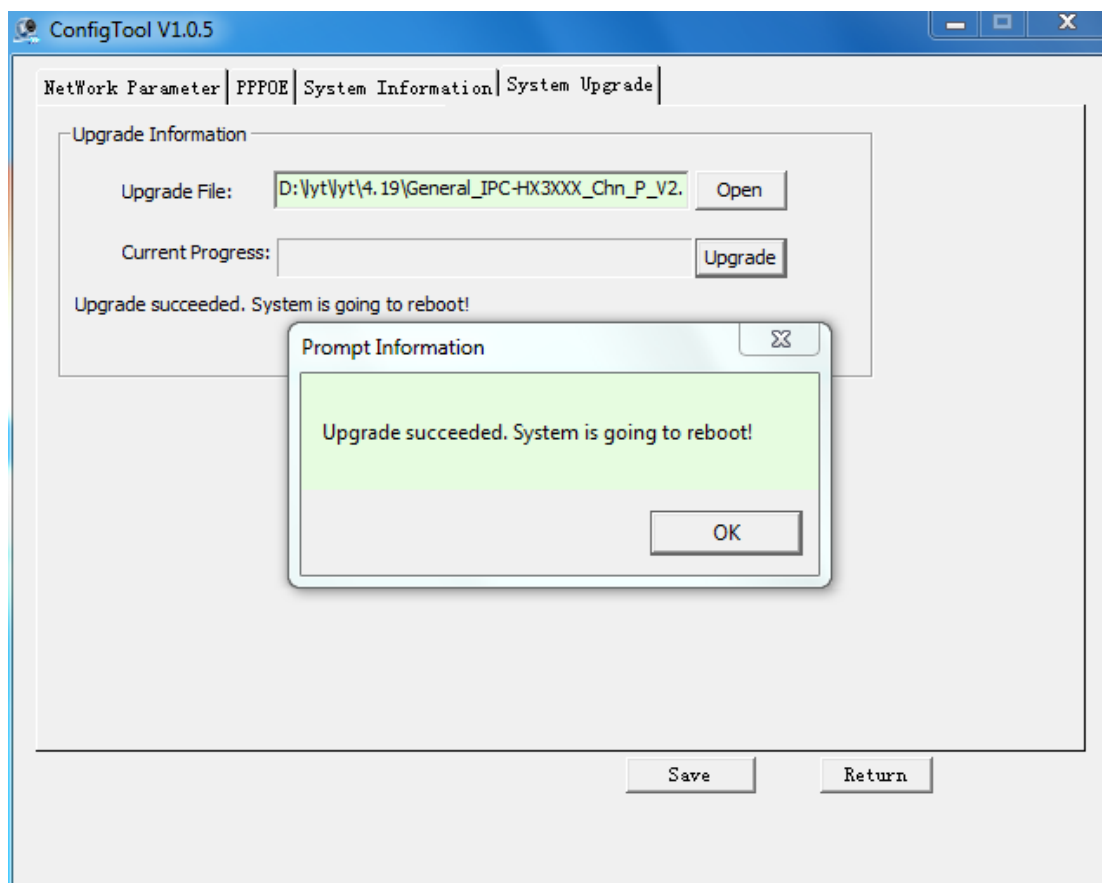 ConfigTool V1.0.5
NetWork Parameter PPPOE System Information System Upgrade
Upgrade Information
Upgrade File: D:\lyt\lyt\4.19\General_IPC-HX3XXX_Chn_P_V2. Open
Current Progress: Upgrade
Upgrade succeeded. System is going to reboot!
Prompt Information
Upgrade succeeded. System is going to reboot!
OK
Save Return